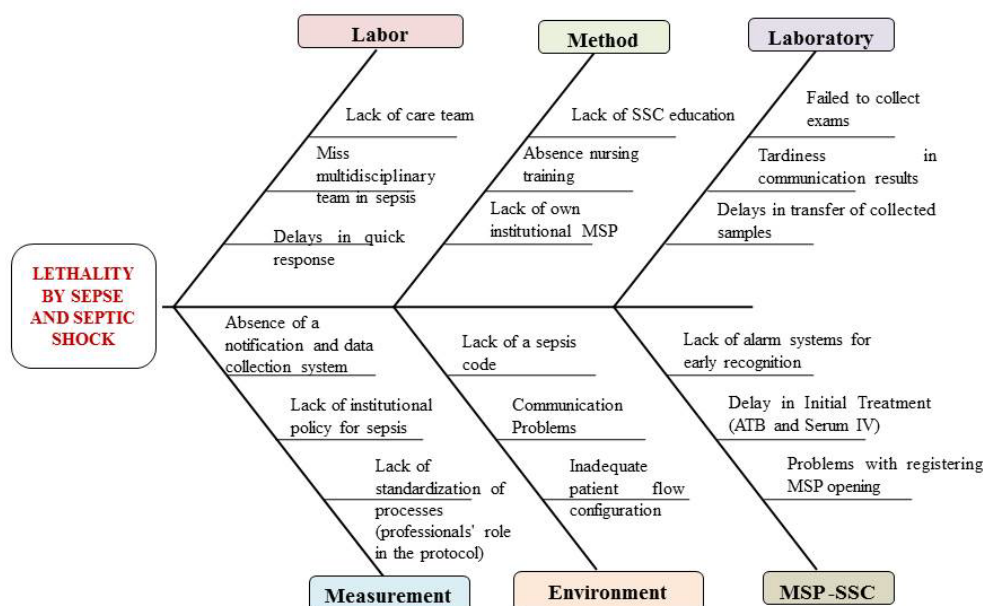 Labor
Method
Laboratory
Lack of care team
Miss
multidisciplinary
team in sepsis
Delays in quick
response
Lack of SSC education
Absence nursing
training
Lack of own
institutional MSP
Failed to collect
exams
Tardiness in
communication results
Delays in transfer of collected
samples
LETHALITY
BY SEPSE
AND SEPTIC
SHOCK
Absence of a
notification and data
collection system
Lack of institutional
policy for sepsis
Lack of
standardization of
processes
(professionals' role
in the protocol)
Lack of a sepsis
code
Communication
Problems
Inadequate
patient flow
configuration
Lack of alarm systems for
early recognition
Delay in Initial Treatment
(ATB and Serum IV)
Problems with registering
MSP opening
Measurement
Environment
MSP-SSC